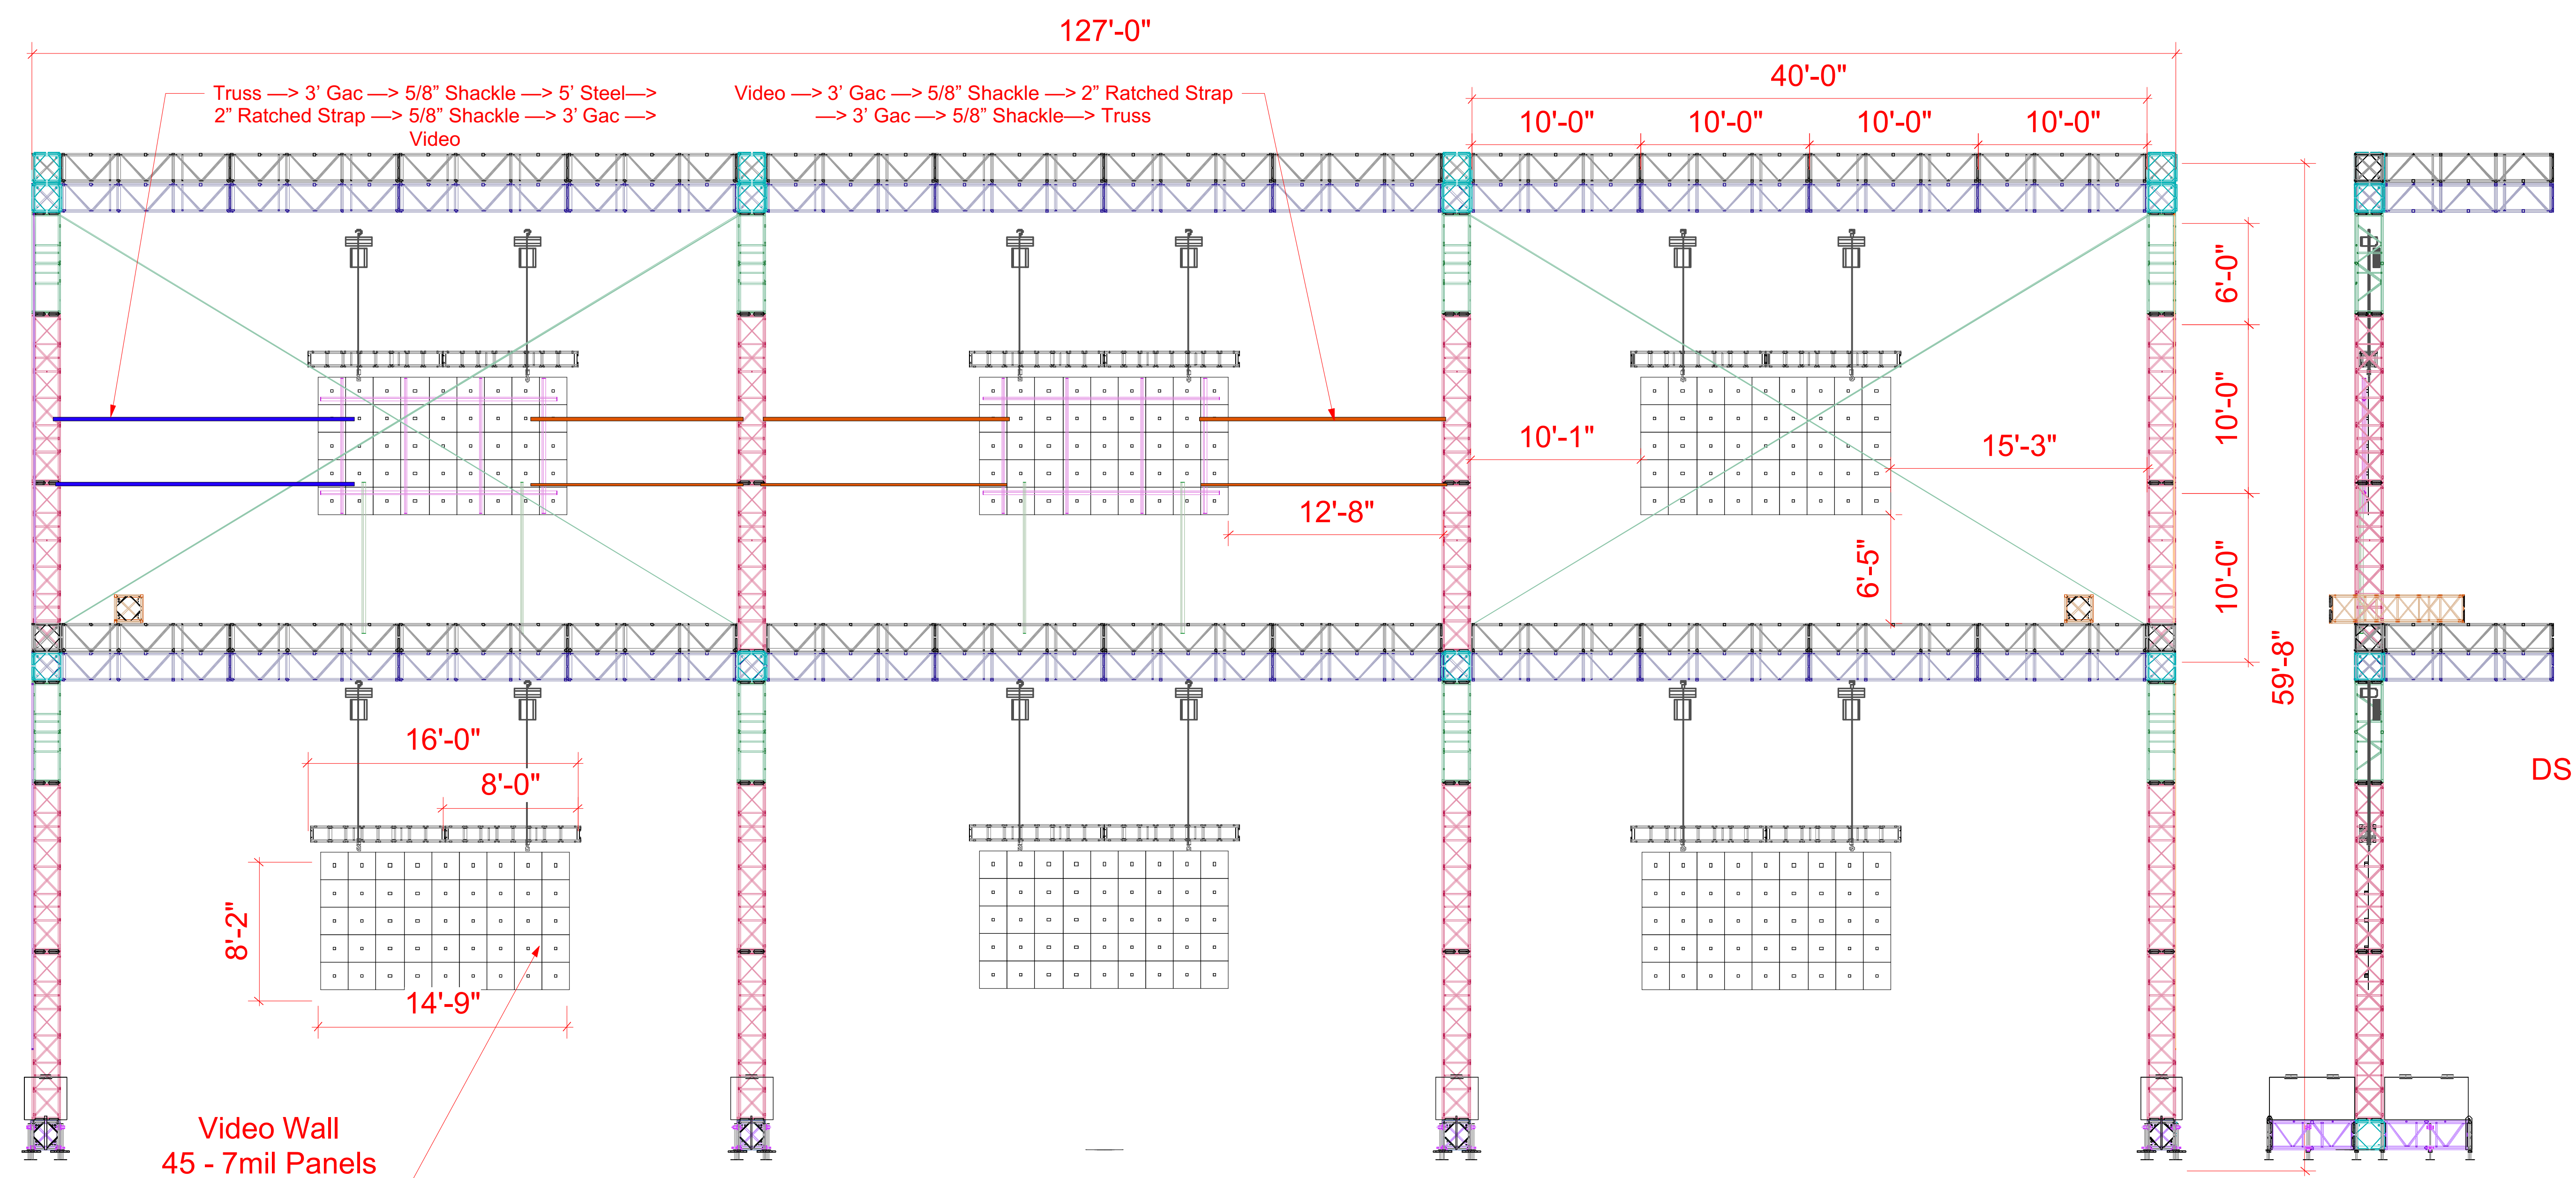 127'-0"
40'-0"
Truss —> 3’ Gac —> 5/8” Shackle —> 5’ Steel—>
2” Ratched Strap —> 5/8” Shackle —> 3’ Gac —>
Video
Video —> 3’ Gac —> 5/8” Shackle —> 2” Ratched Strap
—> 3’ Gac —> 5/8” Shackle—> Truss
10'-0" 10'-0" 10'-0" 10'-0"
6'-0"
10'-0"
10'-1"
15'-3"
12'-8"
6'-5"
10'-0"
59'-8"
16'-0"
8'-0"
DS
8'-2"
14'-9"
Video Wall
45 - 7mil Panels